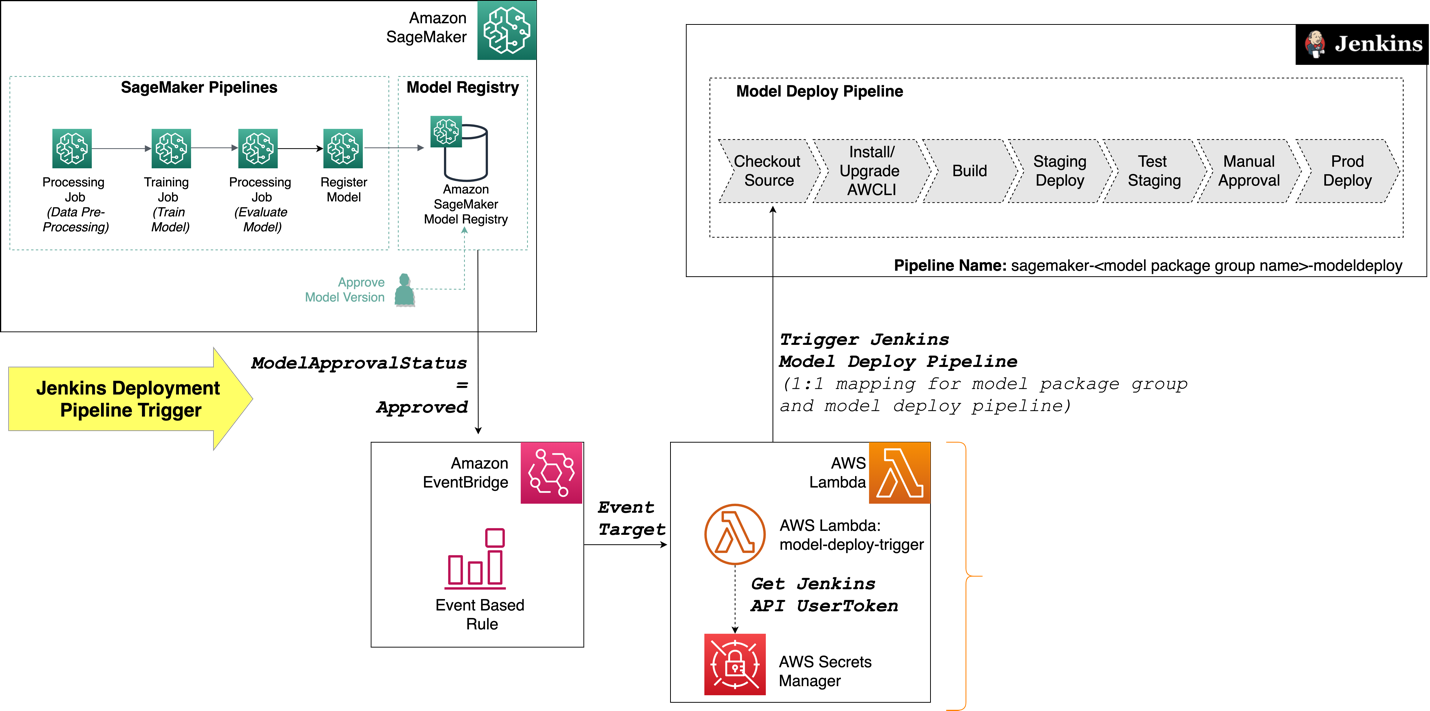 Amazon
SageMaker
SageMaker Pipelines
Processing
Job
(Data Pre-
Processing)
Training
Job
(Train
Model)
Processing
Job
(Evaluate
Model)
Register
Model
Model Registry
Amazon
SageMaker
Model Registry
Approve
Model Version
Jenkins
Model Deploy Pipeline
Checkout
Source
Install/
Upgrade
AWCLI
Build
Staging
Deploy
Test
Staging
Manual
Approval
Prod
Deploy
Pipeline Name: sagemaker-<model package group name>-modeldeploy
Jenkins Deployment
Pipeline Trigger
ModelApprovalStatus
=
Approved
Trigger Jenkins
Model Deploy Pipeline
(1:1 mapping for model package group
and model deploy pipeline)
Amazon
EventBridge
Event Based
Rule
Event
Target
AWS
Lambda
AWS Lambda:
model-deploy-trigger
Get Jenkins
API UserToken
AWS Secrets
Manager